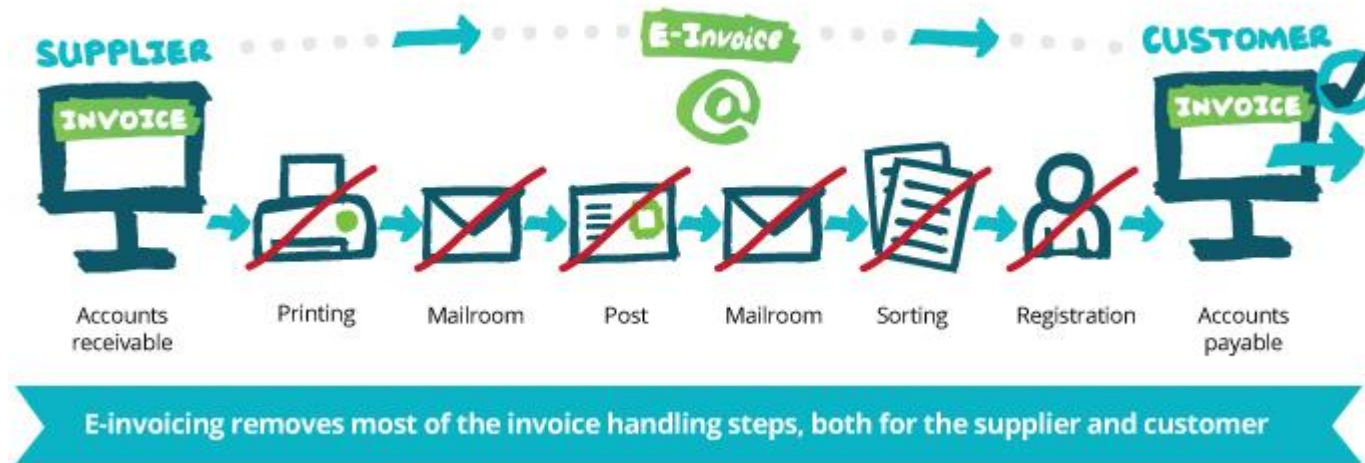 SUPPLIER
E-Invoice
CUSTOMER
INVOICE
@
INVOICE
Accounts
receivable
Printing
Mailroom
Post
Mailroom
Sorting
Registration
Accounts
payable
E-invoicing removes most of the invoice handling steps, both for the supplier and customer